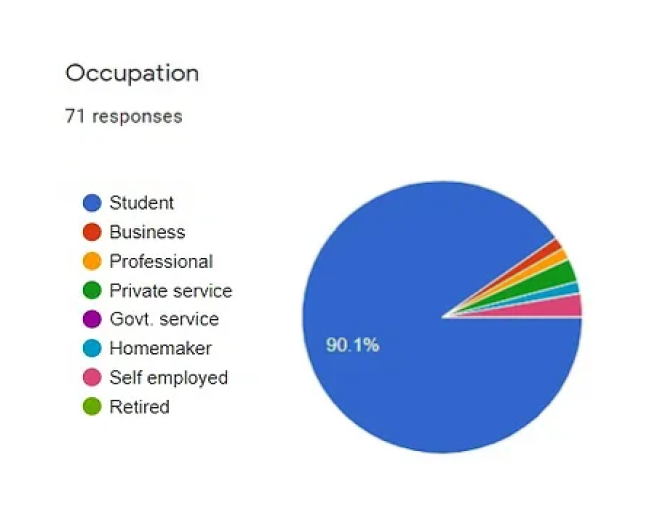 Occupation
71 responses
Student
Business
Professional
Private service
Govt. service
Homemaker
Self employed
Retired
90.1%